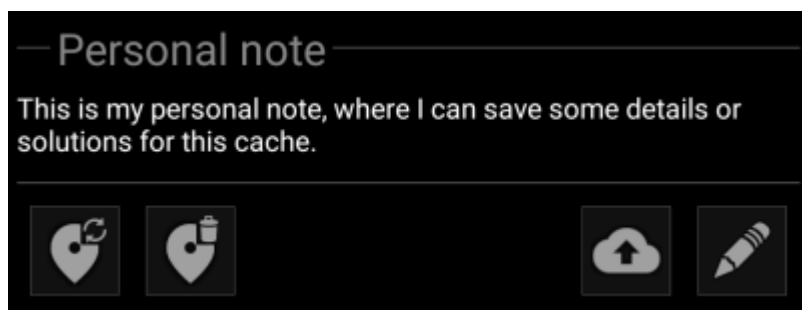 Personal note
This is my personal note, where I can save some details or
solutions for this cache.